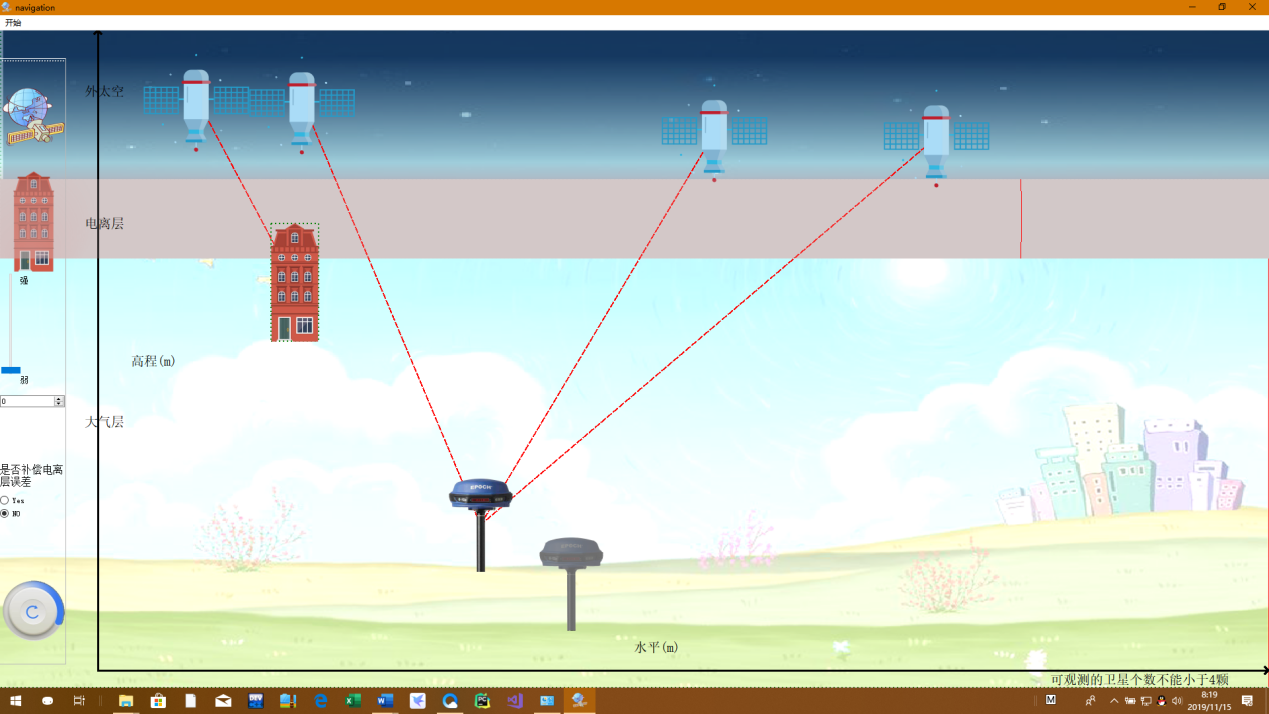 navigation
开始
外太空
电离层
强
弱
高程(m)
0
大气层
是否补偿电离
层误差
Yes
NO
EPOCH
EPOCH
水平(m)
可观测的卫星个数不能小于4颗
8:19
2019/11/15